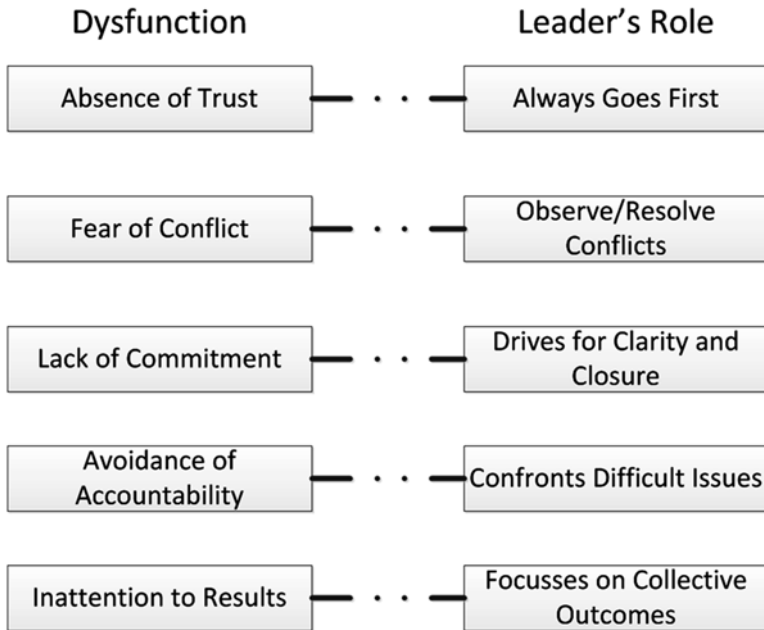 Dysfunction
Leader's Role
Absence of Trust
Always Goes First
Fear of Conflict
Observe/Resolve
Conflicts
Lack of Commitment
Drives for Clarity and
Closure
Avoidance of
Accountability
Confronts Difficult Issues
Inattention to Results
Focusses on Collective
Outcomes